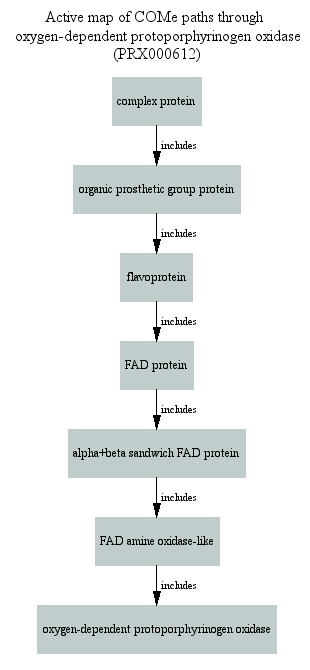 Active map of COMe paths through
oxygen-dependent protoporphyrinogen oxidase
(PRX000612)
complex protein
includes
organic prosthetic group protein
includes
flavoprotein
includes
FAD protein
includes
alpha+beta sandwich FAD protein
includes
FAD amine oxidase-like
includes
oxygen-dependent protoporphyrinogen oxidase